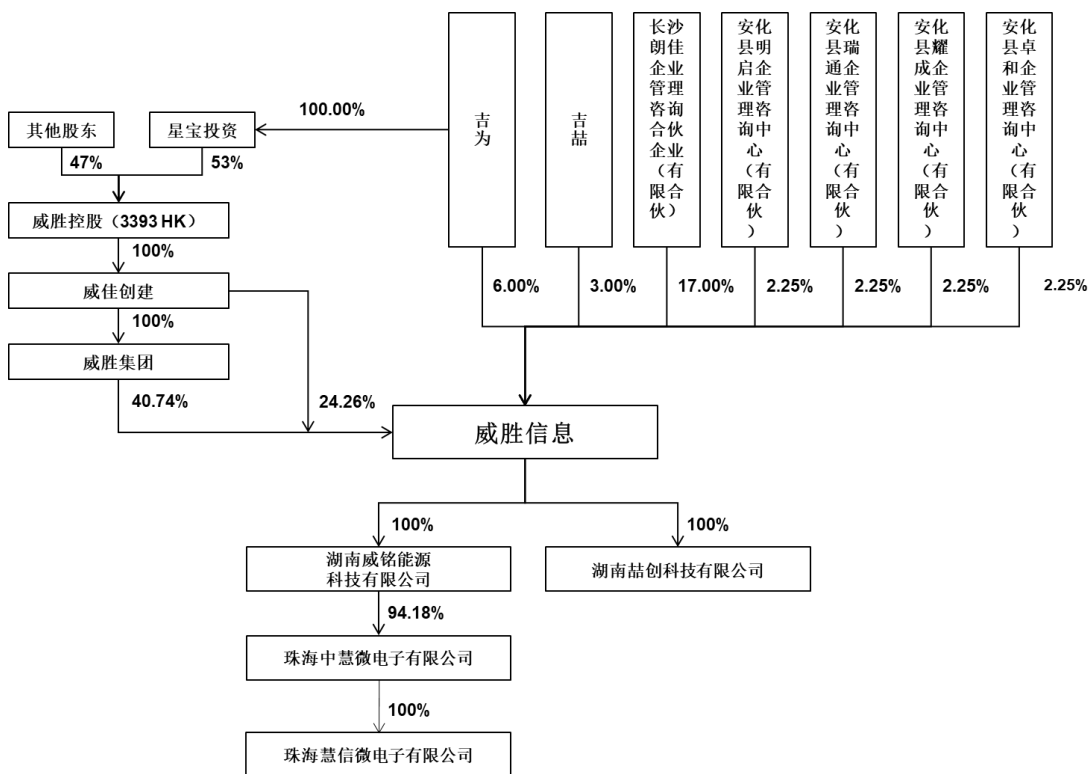 长沙朗佳企业管理咨询合伙企业（有限合伙）
安化县明启企业管理咨询中心（有限合伙）
安化县瑞通企业管理咨询中心（有限合伙）
安化县耀成企业管理咨询中心（有限合伙）
安化县卓和企业管理咨询中心（有限合伙）
吉为
吉喆
100.00%
其他股东
星宝投资
47%
53%
威胜控股（3393 HK）
100%
威佳创建
6.00%
3.00%
17.00%
2.25%
2.25%
2.25%
2.25%
100%
威胜集团
40.74%
24.26%
威胜信息
100%
100%
湖南威铭能源
科技有限公司
湖南喆创科技有限公司
94.18%
珠海中慧微电子有限公司
100%
珠海慧信微电子有限公司